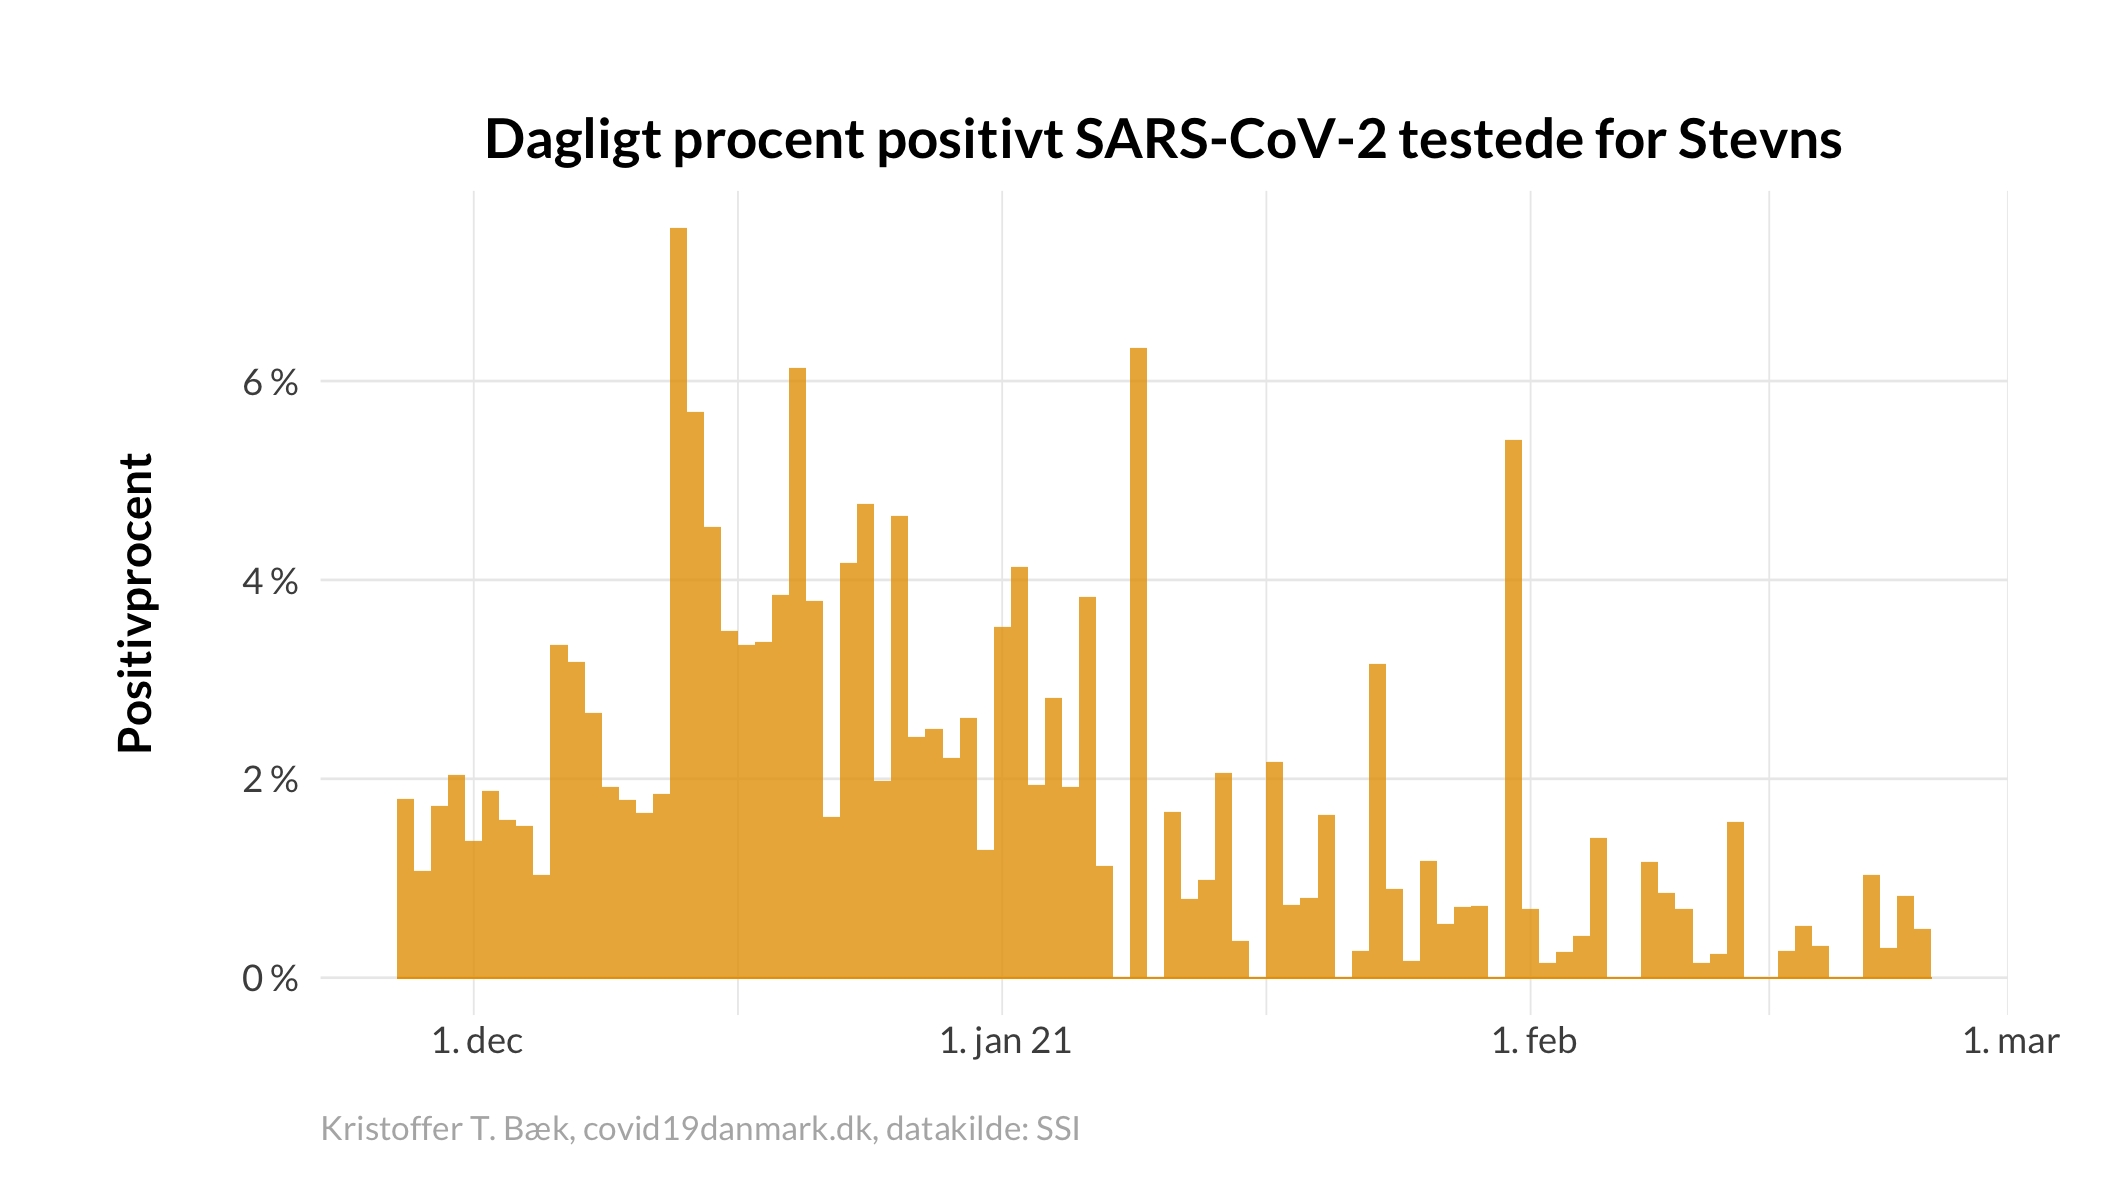 Dagligt procent positivt SARS-CoV-2 testede for Stevns
Positivprocent
6 %
4 %
2 %
0 %
1. dec
1. jan 21
1. feb
1. mar
Kristoffer T. Bæk, covid19danmark.dk, datakilde: SSI